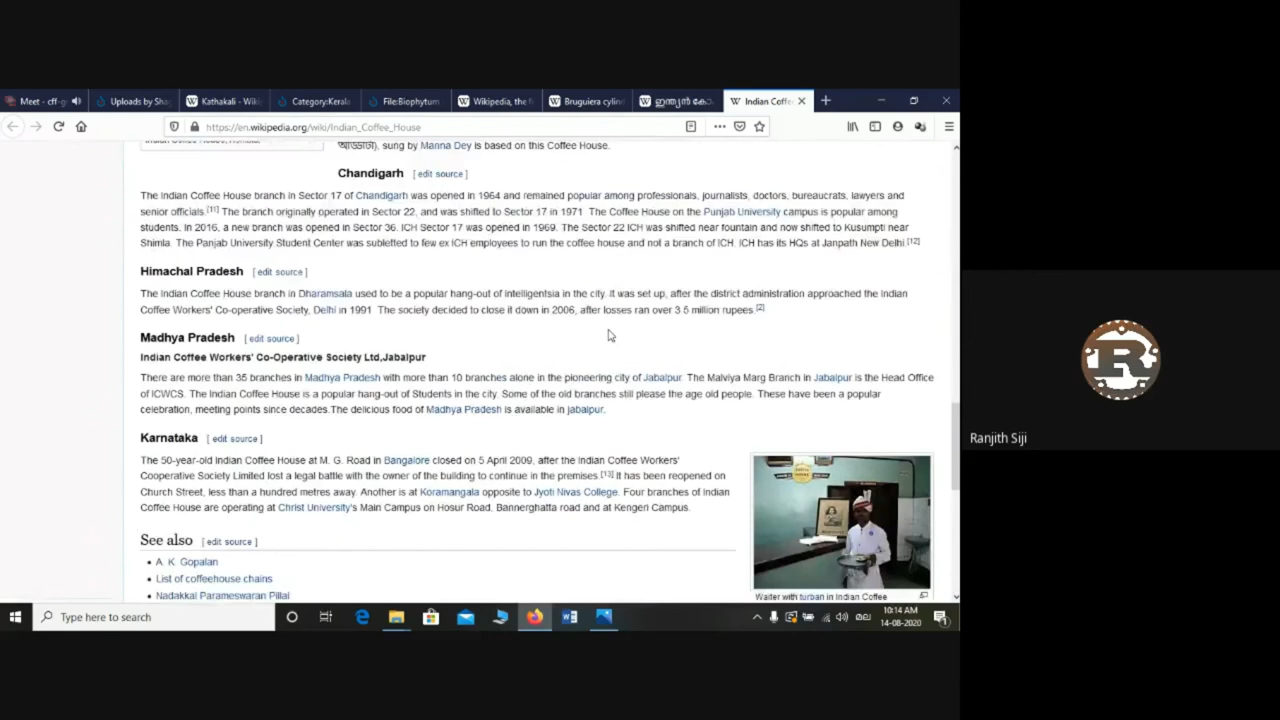 Meet - cff-g
Uploads by Sha
Kathakali - Wiki
Category:Kerala
File:Biophytum
Wikipedia, the f
Bruguiera cylin
ഇന്ത്യൻ കോ
Indian Coffe
https://en.wikipedia.org/wiki/Indian_Coffee_House
sung by Manna Dey is based on this Coffee House.
Chandigarh [ edit source ]
The Indian Coffee House branch in Sector 17 of Chandigarh was opened in 1964 and remained popular among professionals, journalists, doctors, bureaucrats, lawyers and
senior officials.[11] The branch originally operated in Sector 22, and was shifted to Sector 17 in 1971 The Coffee House on the Punjab University campus is popular among
students. In 2016, a new branch was opened in Sector 36. ICH Sector 17 was opened in 1969. The Sector 22 ICH was shifted near fountain and now shifted to Kusumpti near
Shimla. The Panjab University Student Center was subletted to few ex ICH employees to run the coffee house and not a branch of ICH. ICH has its HQs at Janpath New Delhi.[12]
Himachal Pradesh [ edit source ]
The Indian Coffee House branch in Dharamsala used to be a popular hang-out of intelligentsia in the city. It was set up, after the district administration approached the Indian
Coffee Workers' Co-operative Society, Delhi in 1991 The society decided to close it down in 2006, after losses ran over 3.5 million rupees.[2]
Madhya Pradesh [ edit source ]
Indian Coffee Workers' Co-Operative Society Ltd,Jabalpur
There are more than 35 branches in Madhya Pradesh with more than 10 branches alone in the pioneering city of Jabalpur. The Malviya Marg Branch in Jabalpur is the Head Office
of ICWCS. The Indian Coffee House is a popular hang-out of Students in the city. Some of the old branches still please the age old people. These have been a popular
celebration, meeting points since decades.The delicious food of Madhya Pradesh is available in jabalpur.
Karnataka [ edit source ]
The 50-year-old Indian Coffee House at M. G. Road in Bangalore closed on 5 April 2009, after the Indian Coffee Workers'
Cooperative Society Limited lost a legal battle with the owner of the building to continue in the premises.[13] It has been reopened on
Church Street, less than a hundred metres away. Another is at Koramangala opposite to Jyoti Nivas College. Four branches of Indian
Coffee House are operating at Christ University's Main Campus on Hosur Road, Bannerghatta road and at Kengeri Campus.
See also [ edit source ]
• A. K. Gopalan
• List of coffeehouse chains
• Nadakkal Parameswaran Pillai
Waiter with turban in Indian Coffee
Ranjith Siji
Type here to search
10:14 AM
14-08-2020